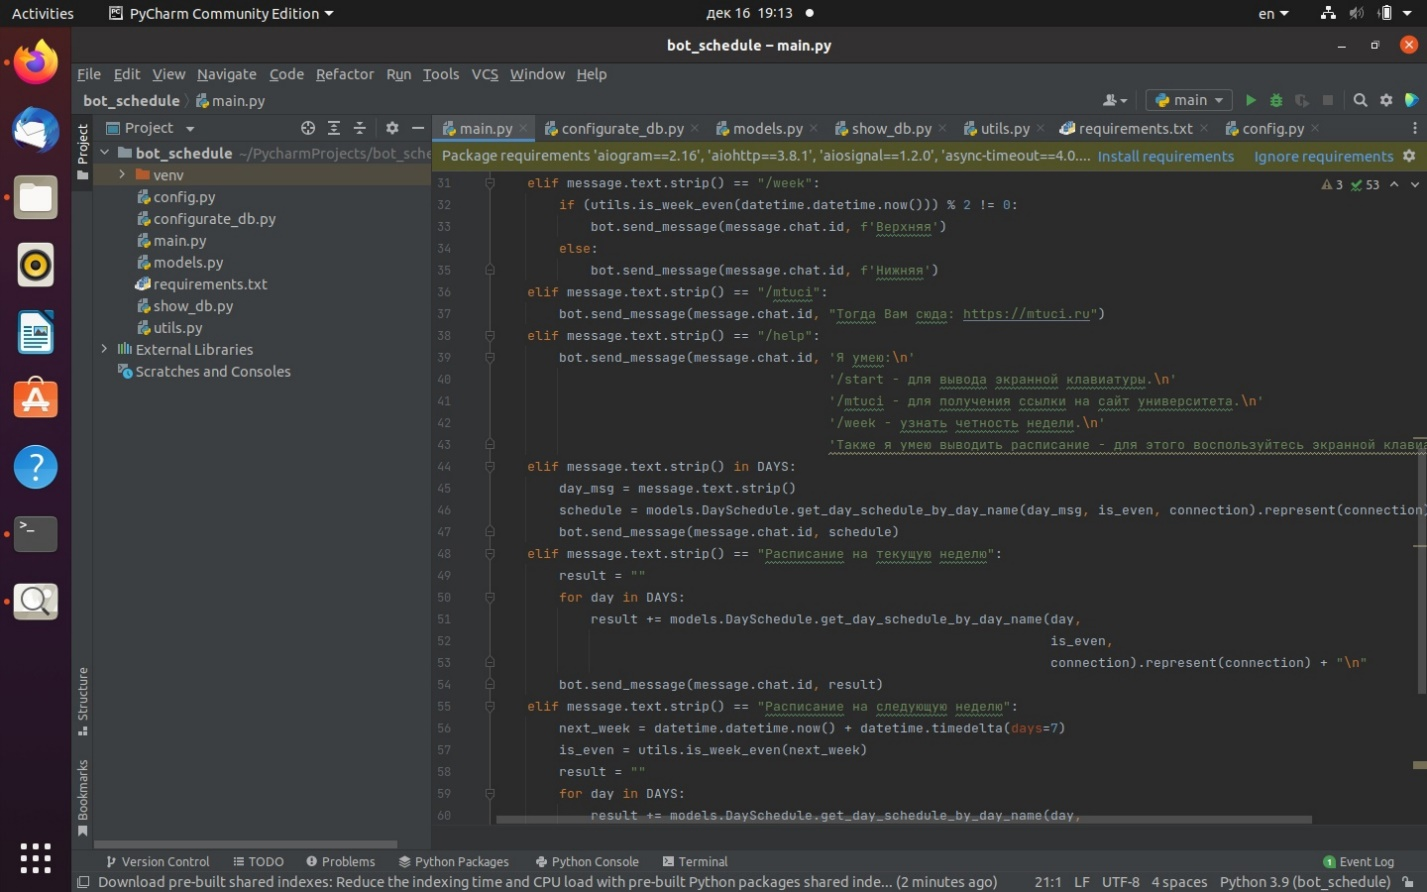 Activities PyCharm Community Edition дек 16 19:13 en
bot_schedule – main.py
File Edit View Navigate Code Refactor Run Tools VCS Window Help
bot_schedule main.py main
Project
Project
main.py configurate_db.py models.py show_db.py utils.py requirements.txt config.py
bot_schedule ~/PycharmProjects/bot_sche
venv
config.py
configurate_db.py
main.py
models.py
requirements.txt
show_db.py
utils.py
External Libraries
Scratches and Consoles
Package requirements 'aiogram==2.16', 'aiohttp==3.8.1', 'aiosignal==1.2.0', 'async-timeout==4.0.... Install requirements Ignore requirements
3 53
31 elif message.text.strip() == "/week":
32 if (utils.is_week_even(datetime.datetime.now())) % 2 != 0:
33 bot.send_message(message.chat.id, f'Верхняя')
34 else:
35 bot.send_message(message.chat.id, f'Нижняя')
36 elif message.text.strip() == "/mtuci":
37 bot.send_message(message.chat.id, "Тогда Вам сюда: https://mtuci.ru")
38 elif message.text.strip() == "/help":
39 bot.send_message(message.chat.id, 'Я умею:\n'
40 '/start - для вывода экранной клавиатуры.\n'
41 '/mtuci - для получения ссылки на сайт университета.\n'
42 '/week - узнать четность недели.\n'
43 'Также я умею выводить расписание - для этого воспользуйтесь экранной клавиа
44 elif message.text.strip() in DAYS:
45 day_msg = message.text.strip()
46 schedule = models.DaySchedule.get_day_schedule_by_day_name(day_msg, is_even, connection).represent(connection)
47 bot.send_message(message.chat.id, schedule)
48 elif message.text.strip() == "Расписание на текущую неделю":
49 result = ""
50 for day in DAYS:
51 result += models.DaySchedule.get_day_schedule_by_day_name(day,
52 is_even,
53 connection).represent(connection) + "\n"
54 bot.send_message(message.chat.id, result)
55 elif message.text.strip() == "Расписание на следующую неделю":
56 next_week = datetime.datetime.now() + datetime.timedelta(days=7)
57 is_even = utils.is_week_even(next_week)
58 result = ""
59 for day in DAYS:
60 result += models.DaySchedule.get_day_schedule_by_day_name(day,
Structure
Bookmarks
Version Control TODO Problems Python Packages Python Console Terminal 1 Event Log
Download pre-built shared indexes: Reduce the indexing time and CPU load with pre-built Python packages shared inde... (2 minutes ago) 21:1 LF UTF-8 4 spaces Python 3.9 (bot_schedule)